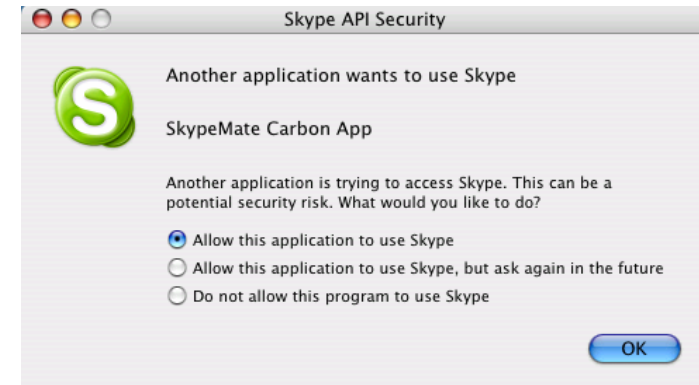 Skype API Security
Another application wants to use Skype
SkypeMate Carbon App
Another application is trying to access Skype. This can be a
potential security risk. What would you like to do?
Allow this application to use Skype
Allow this application to use Skype, but ask again in the future
Do not allow this program to use Skype
OK